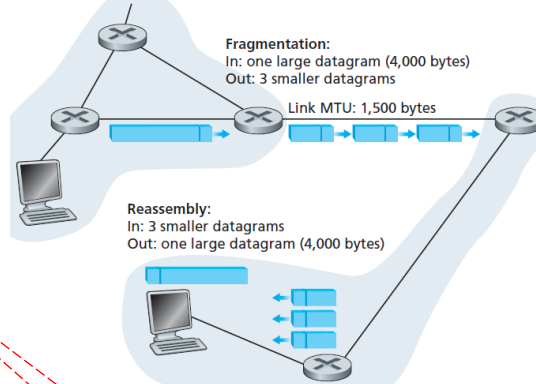 Fragmentation:
In: one large datagram (4,000 bytes)
Out: 3 smaller datagrams
Link MTU: 1,500 bytes
Reassembly:
In: 3 smaller datagrams
Out: one large datagram (4,000 bytes)